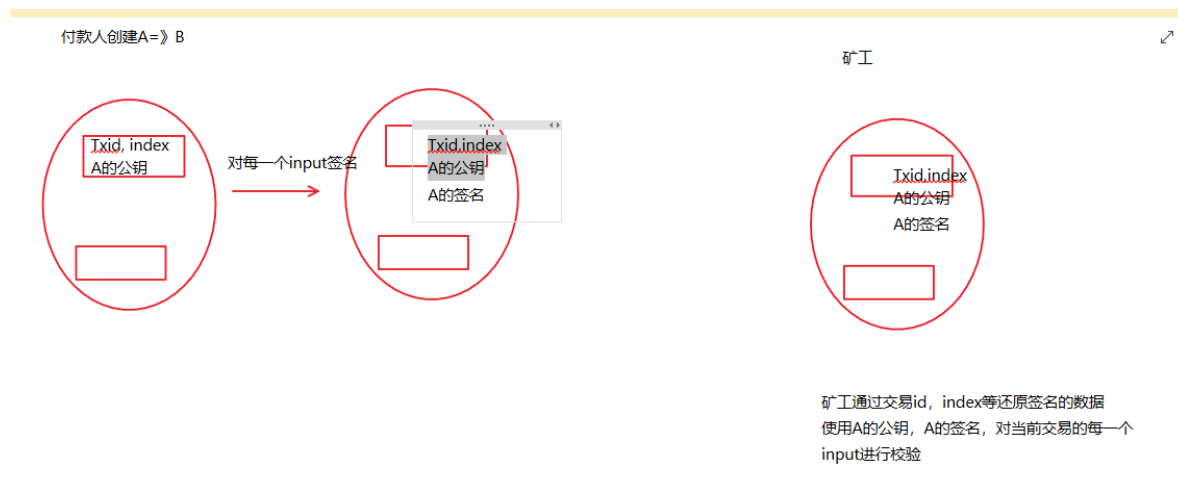 付款人创建A=》B
矿工
Txid, index
A的公钥
对每一个input签名
Txid,index
A的公钥
A的签名
Txid,index
A的公钥
A的签名
矿工通过交易id，index等还原签名的数据
使用A的公钥，A的签名，对当前交易的每一个
input进行校验